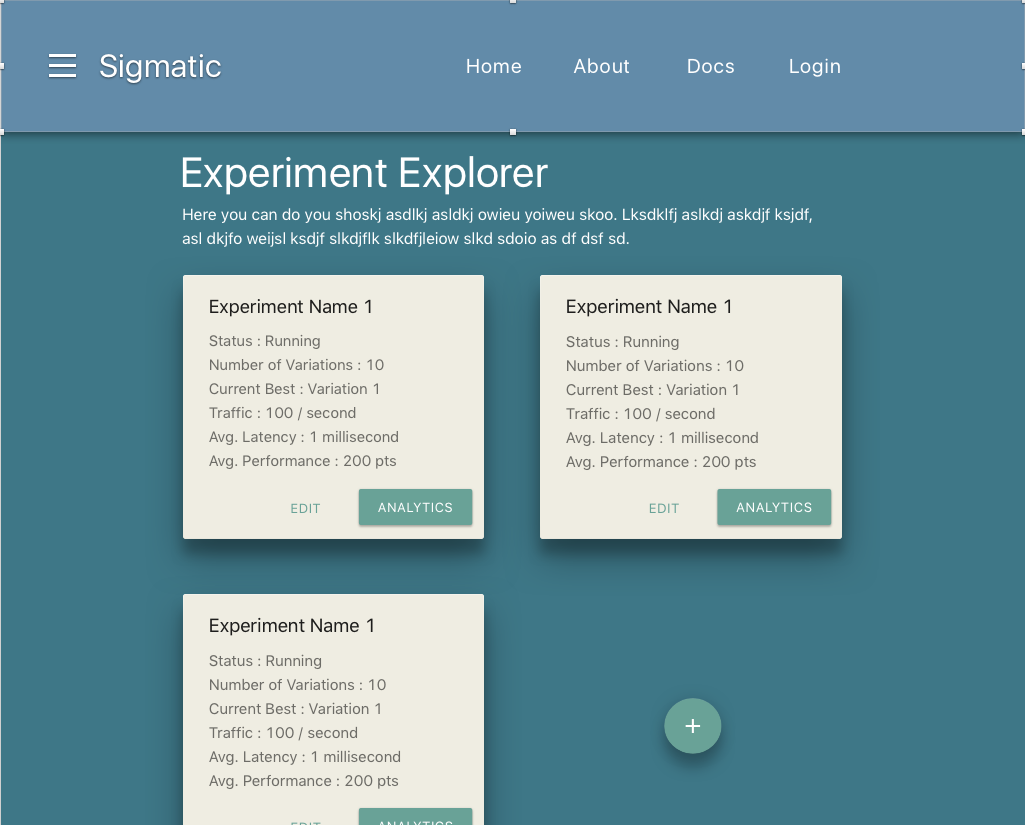 Sigmatic Home About Docs Login
Experiment Explorer
Here you can do you shoskj asdlkj asldkj owieu yoiweu skoo. Lksdklfj aslkdj askdjf ksjdf,
asl dkjfo weijsl ksdjf slkdjflk slkdfjleiow slkd sdoio as df dsf sd.
Experiment Name 1
Status : Running
Number of Variations : 10
Current Best : Variation 1
Traffic : 100 / second
Avg. Latency : 1 millisecond
Avg. Performance : 200 pts
EDIT ANALYTICS
Experiment Name 1
Status : Running
Number of Variations : 10
Current Best : Variation 1
Traffic : 100 / second
Avg. Latency : 1 millisecond
Avg. Performance : 200 pts
EDIT ANALYTICS
Experiment Name 1
Status : Running
Number of Variations : 10
Current Best : Variation 1
Traffic : 100 / second
Avg. Latency : 1 millisecond
Avg. Performance : 200 pts
EDIT ANALYTICS
+